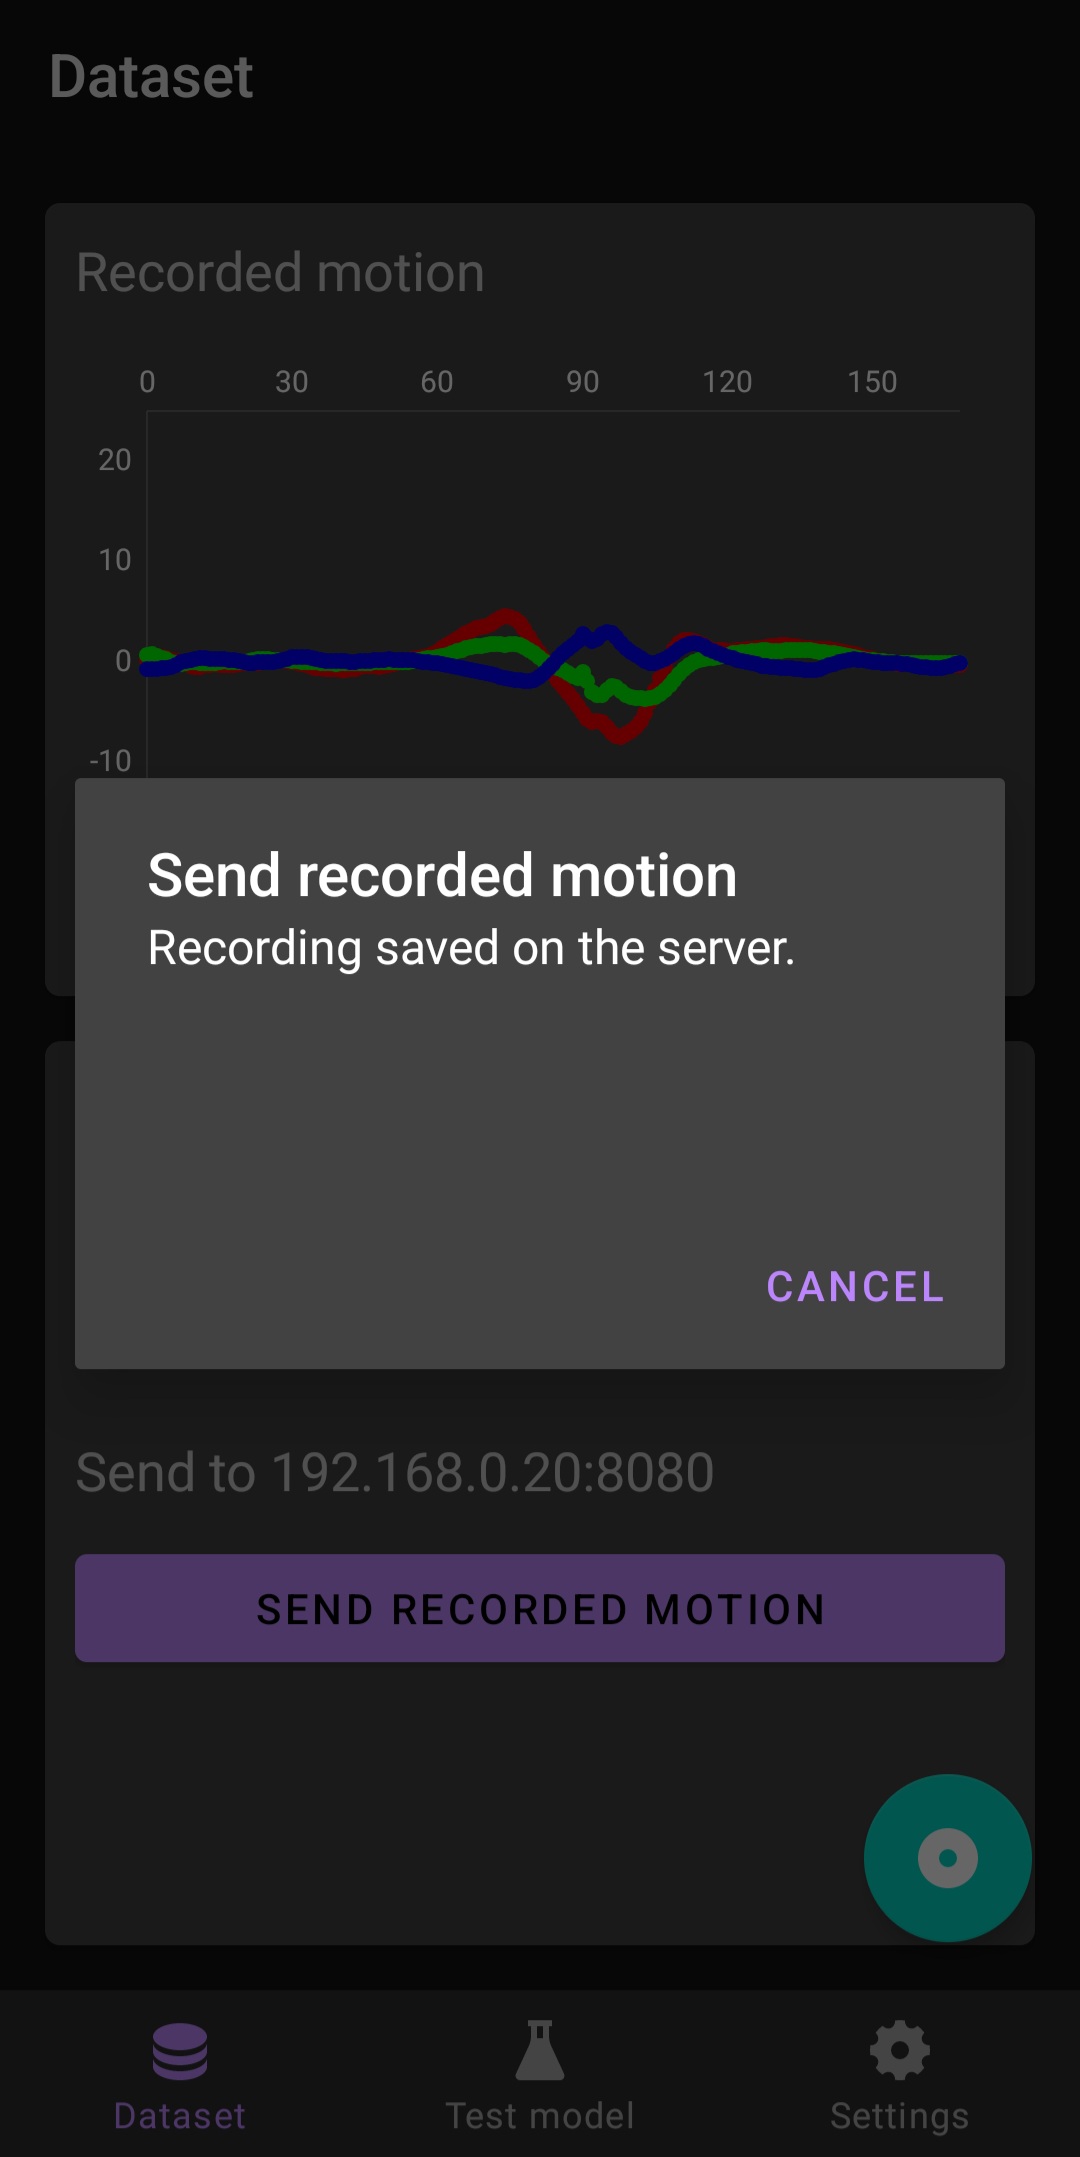 Dataset
Recorded motion
0 30 60 90 120 150
20
10
0
-10
Send recorded motion
Recording saved on the server.
CANCEL
Send to 192.168.0.20:8080
SEND RECORDED MOTION
Dataset Test model Settings